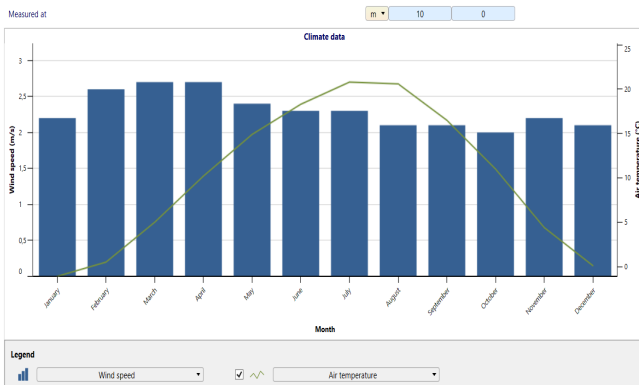 Measured at m 10 0
Climate data
3
2,5
2
1,5
1
0,5
0
Wind speed (m/s)
25
20
15
10
5
0
Air temperature (°C)
January February March April May June July August September October November December
Month
Legend
Wind speed Air temperature